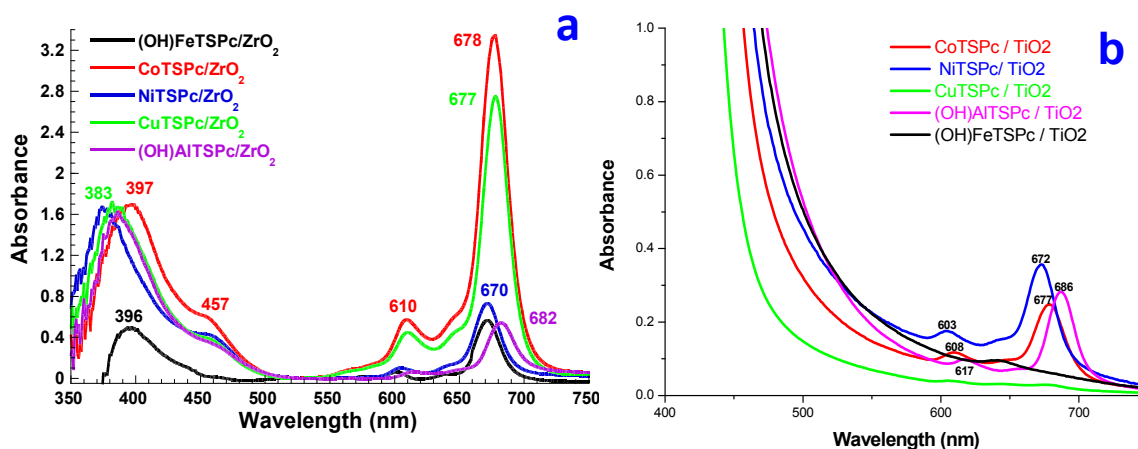 a
(OH)FeTSPc/ZrO₂
CoTSPc/ZrO₂
NiTSPc/ZrO₂
CuTSPc/ZrO₂
(OH)AlTSPc/ZrO₂
678
677
383
397
457
396
610
670
682
3.2
2.8
2.4
2
1.6
1.2
0.8
0.4
0
Absorbance
350 400 450 500 550 600 650 700 750
Wavelength (nm)
b
CoTSPc / TiO2
NiTSPc/ TiO2
CuTSPc / TiO2
(OH)AlTSPc / TiO2
(OH)FeTSPc / TiO2
672
686
677
603
608
617
1.0
0.8
0.6
0.4
0.2
0.0
Absorbance
400 500 600 700
Wavelength (nm)